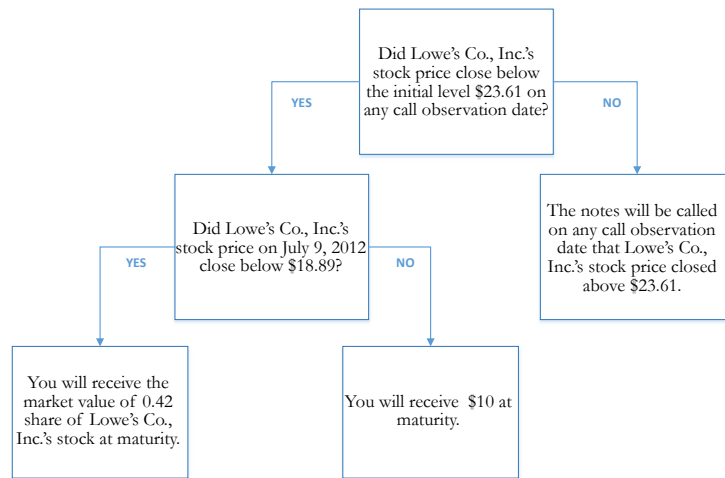 Did Lowe's Co., Inc.'s
stock price close below
the initial level $23.61 on
any call observation date?
YES
NO
Did Lowe's Co., Inc.'s
stock price on July 9, 2012
close below $18.89?
The notes will be called
on any call observation
date that Lowe's Co.,
Inc.'s stock price closed
above $23.61.
YES
NO
You will receive the
market value of 0.42
share of Lowe's Co.,
Inc.'s stock at maturity.
You will receive $10 at
maturity.